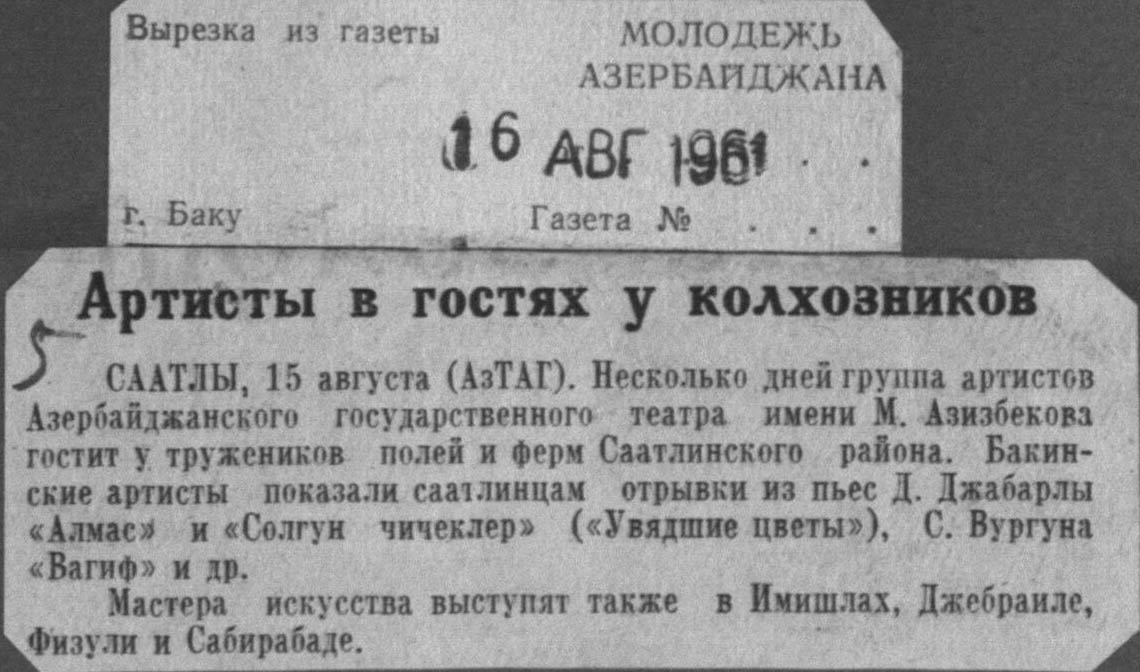 Вырезка из газеты
МОЛОДЕЖЬ
АЗЕРБАЙДЖАНА
16 АВГ 1961 . .
г. Баку Газета № . . .
Артисты в гостях у колхозников
5
СААТЛЫ, 15 августа (АзТАГ). Несколько дней группа артистов
Азербайджанского государственного театра имени М. Азизбекова
гостит у тружеников полей и ферм Саатлинского района. Бакин-
ские артисты показали саатлинцам отрывки из пьес Д. Джабарлы
«Алмас» и «Солгун чичеклер» («Увядшие цветы»), С. Вургуна
«Вагиф» и др.
Мастера искусства выступят также в Имишлах, Джебраиле,
Физули и Сабирабаде.